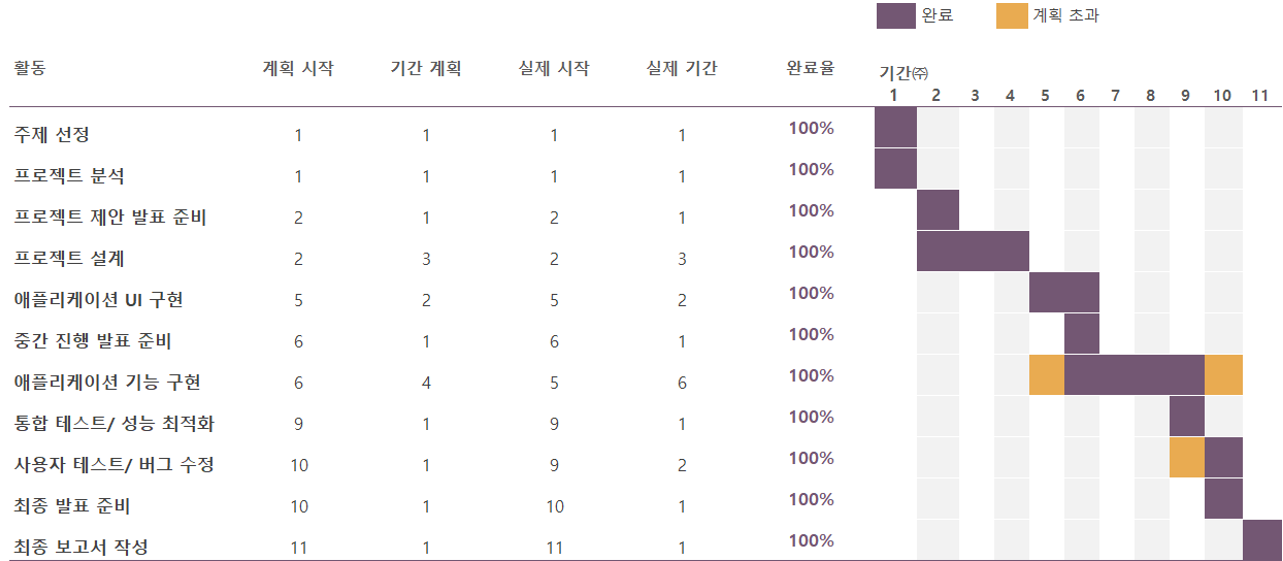 완료 계획 초과
활동 계획 시작 기간 계획 실제 시작 실제 기간 완료율 기간㈜
1 2 3 4 5 6 7 8 9 10 11
주제 선정 1 1 1 1 100%
프로젝트 분석 1 1 1 1 100%
프로젝트 제안 발표 준비 2 1 2 1 100%
프로젝트 설계 2 3 2 3 100%
애플리케이션 UI 구현 5 2 5 2 100%
중간 진행 발표 준비 6 1 6 1 100%
애플리케이션 기능 구현 6 4 5 6 100%
통합 테스트/ 성능 최적화 9 1 9 1 100%
사용자 테스트/ 버그 수정 10 1 9 2 100%
최종 발표 준비 10 1 10 1 100%
최종 보고서 작성 11 1 11 1 100%